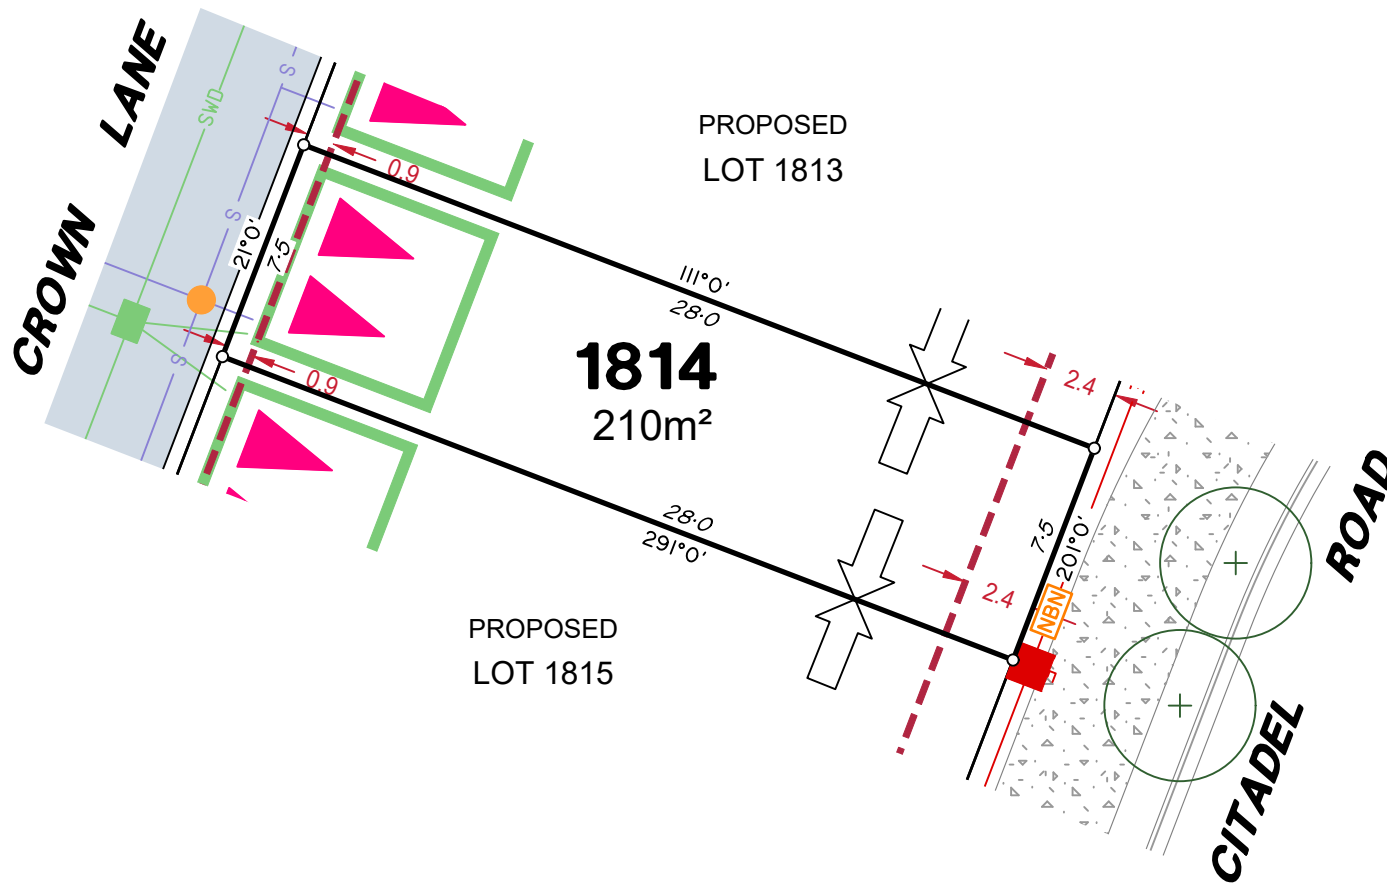 CROWN LANE
SWD
S
S
S
0.9
0.9
21°0'
7·5
PROPOSED
LOT 1813
111°0'
28·0
1814
210m²
28·0
291°0'
PROPOSED
LOT 1815
2.4
2.4
7·5
201°0'
NBN
CITADEL ROAD